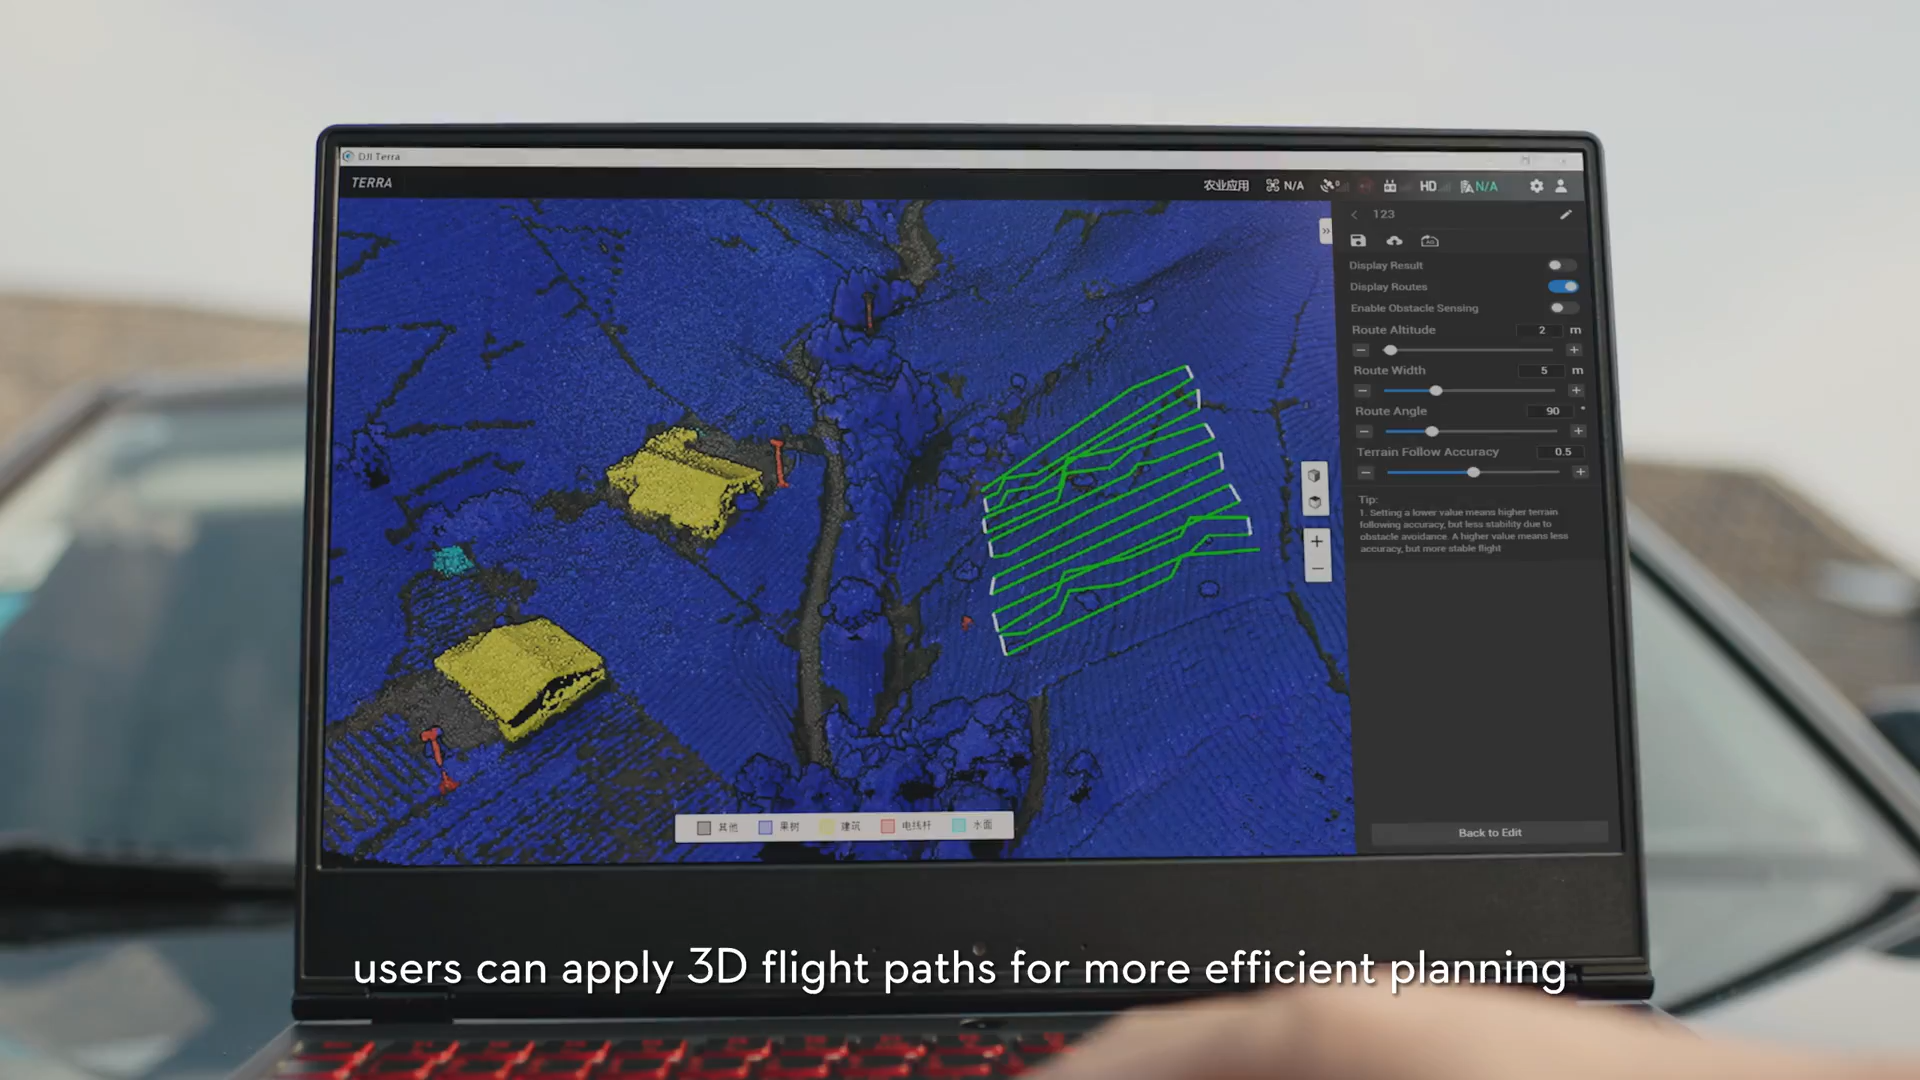 DJI Terra
TERRA
农业应用 N/A HD N/A
123
Display Result
Display Routes
Enable Obstacle Sensing
Route Altitude 2 m
Route Width 5 m
Route Angle 90 °
Terrain Follow Accuracy 0.5
Tip:
1. Setting a lower value means higher terrain
following accuracy, but less stability due to
obstacle avoidance. A higher value means less
accuracy, but more stable flight
Back to Edit
其他 果树 建筑 电线杆 水面
users can apply 3D flight paths for more efficient planning